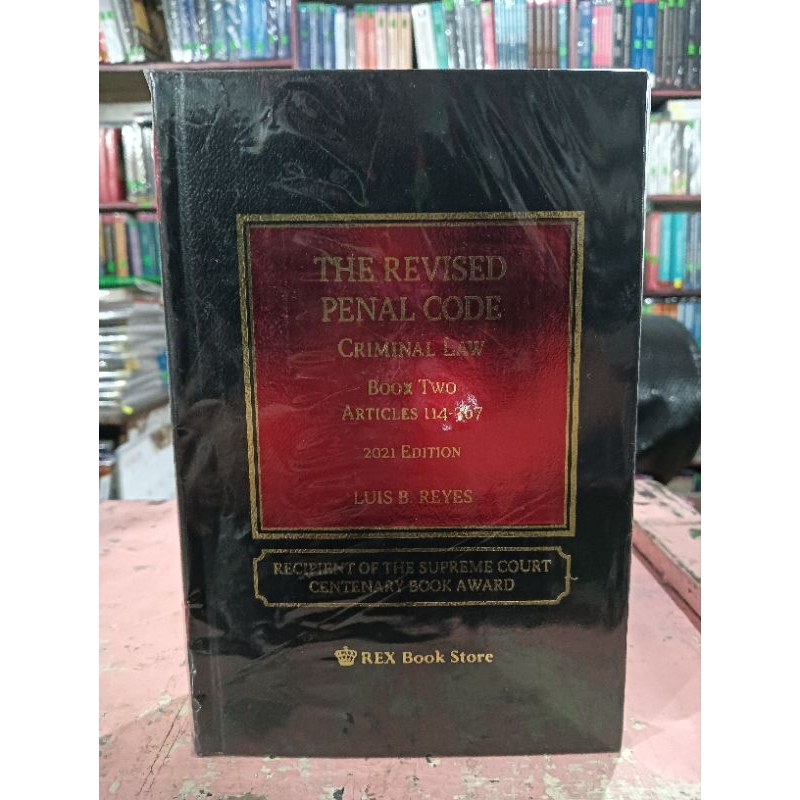 THE REVISED
PENAL CODE
CRIMINAL LAW
BOOK TWO
ARTICLES 114-367
2021 EDITION
LUIS B. REYES
RECIPIENT OF THE SUPREME COURT
CENTENARY BOOK AWARD
REX Book Store